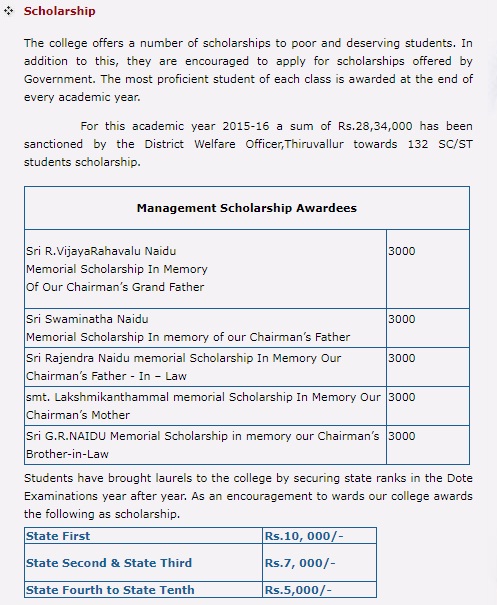 Scholarship
The college offers a number of scholarships to poor and deserving students. In
addition to this, they are encouraged to apply for scholarships offered by
Government. The most proficient student of each class is awarded at the end of
every academic year.
For this academic year 2015-16 a sum of Rs.28,34,000 has been
sanctioned by the District Welfare Officer,Thiruvallur towards 132 SC/ST
students scholarship.
Management Scholarship Awardees
Sri R.VijayaRahavalu Naidu 3000
Memorial Scholarship In Memory
Of Our Chairman's Grand Father
Sri Swaminatha Naidu 3000
Memorial Scholarship In memory of our Chairman's Father
Sri Rajendra Naidu memorial Scholarship In Memory Our 3000
Chairman's Father - In – Law
smt. Lakshmikanthammal memorial Scholarship In Memory Our 3000
Chairman's Mother
Sri G.R.NAIDU Memorial Scholarship in memory our Chairman's 3000
Brother-in-Law
Students have brought laurels to the college by securing state ranks in the Dote
Examinations year after year. As an encouragement to wards our college awards
the following as scholarship.
State First Rs.10, 000/-
State Second & State Third Rs.7, 000/-
State Fourth to State Tenth Rs.5,000/-